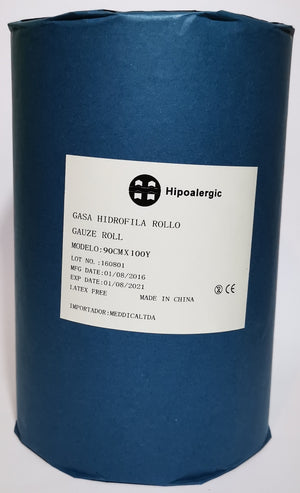 Hipoalergic
GASA HIDROFILA ROLLO
GAUZE ROLL
MODELO:90CMX100Y
LOT NO.:160801
MFG DATE:01/08/2016
EXP DATE:01/08/2021
LATEX FREE MADE IN CHINA
IMPORTADOR:MEDDICALTDA